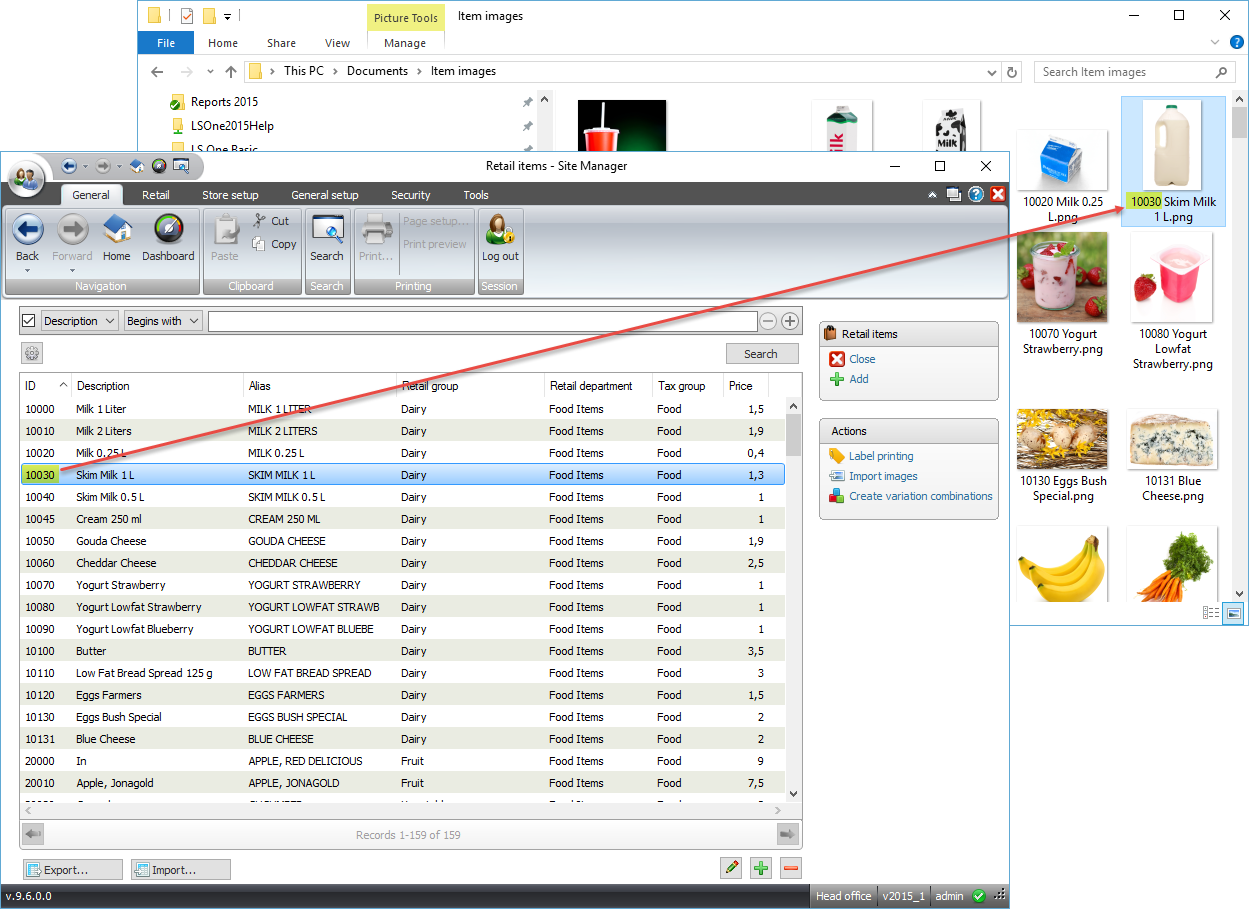 Picture Tools
Item images
File
Home
Share
View
Manage
This PC
Documents
Item images
Search Item images
Reports 2015
LSOne2015Help
LS One Basic
10020 Milk 0.25
L.png
10030 Skim Milk
1 L.png
10070 Yogurt
Strawberry.png
10080 Yogurt
Lowfat
Strawberry.png
10130 Eggs Bush
Special.png
10131 Blue
Cheese.png
Milk
Retail items - Site Manager
General
Retail
Store setup
General setup
Security
Tools
Back
Forward
Home
Dashboard
Navigation
Paste
Cut
Copy
Clipboard
Search
Search
Print...
Page setup...
Print preview
Printing
Log out
Session
Description
Begins with
Search
ID Description Alias Retail group Retail department Tax group Price
10000 Milk 1 Liter MILK 1 LITER Dairy Food Items Food 1,5
10010 Milk 2 Liters MILK 2 LITERS Dairy Food Items Food 1,9
10020 Milk 0.25 L MILK 0.25 L Dairy Food Items Food 0,4
10030 Skim Milk 1 L SKIM MILK 1 L Dairy Food Items Food 1,3
10040 Skim Milk 0.5 L SKIM MILK 0.5 L Dairy Food Items Food 1
10045 Cream 250 ml CREAM 250 ML Dairy Food Items Food 1
10050 Gouda Cheese GOUDA CHEESE Dairy Food Items Food 1,9
10060 Cheddar Cheese CHEDDAR CHEESE Dairy Food Items Food 2,5
10070 Yogurt Strawberry YOGURT STRAWBERRY Dairy Food Items Food 1
10080 Yogurt Lowfat Strawberry YOGURT LOWFAT STRAWB Dairy Food Items Food 1
10090 Yogurt Lowfat Blueberry YOGURT LOWFAT BLUEBE Dairy Food Items Food 1
10100 Butter BUTTER Dairy Food Items Food 3,5
10110 Low Fat Bread Spread 125 g LOW FAT BREAD SPREAD Dairy Food Items Food 3
10120 Eggs Farmers EGGS FARMERS Dairy Food Items Food 1,5
10130 Eggs Bush Special EGGS BUSH SPECIAL Dairy Food Items Food 2
10131 Blue Cheese BLUE CHEESE Dairy Food Items Food 2
20000 In APPLE, RED DELICIOUS Fruit Food Items Food 9
20010 Apple, Jonagold APPLE, JONAGOLD Fruit Food Items Food 7,5
Records 1-159 of 159
Export...
Import...
Retail items
Close
Add
Actions
Label printing
Import images
Create variation combinations
v.9.6.0.0
Head office
v2015_1
admin